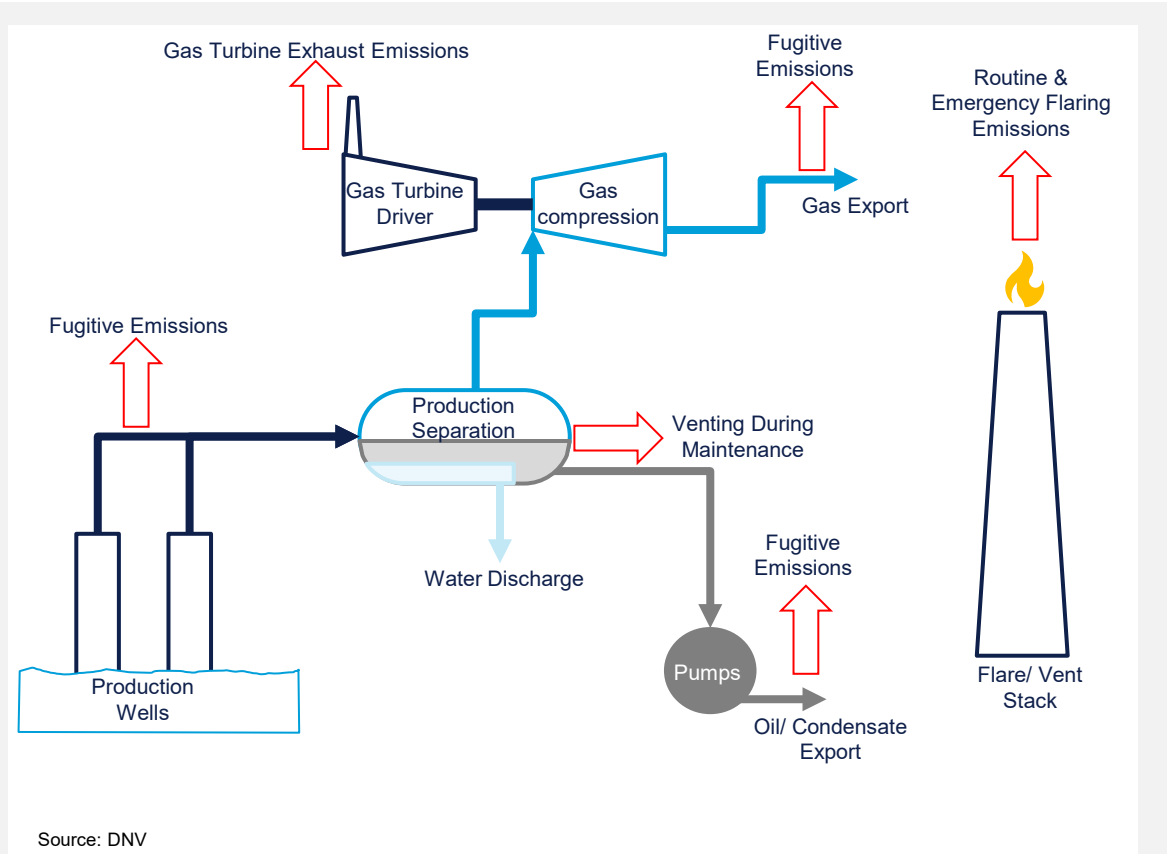 Gas Turbine Exhaust Emissions
Fugitive
Emissions
Routine &
Emergency Flaring
Emissions
Gas Turbine
Driver
Gas
compression
Gas Export
Fugitive Emissions
Production
Separation
Venting During
Maintenance
Water Discharge
Fugitive
Emissions
Pumps
Production
Wells
Flare/ Vent
Stack
Oil/ Condensate
Export
Source: DNV